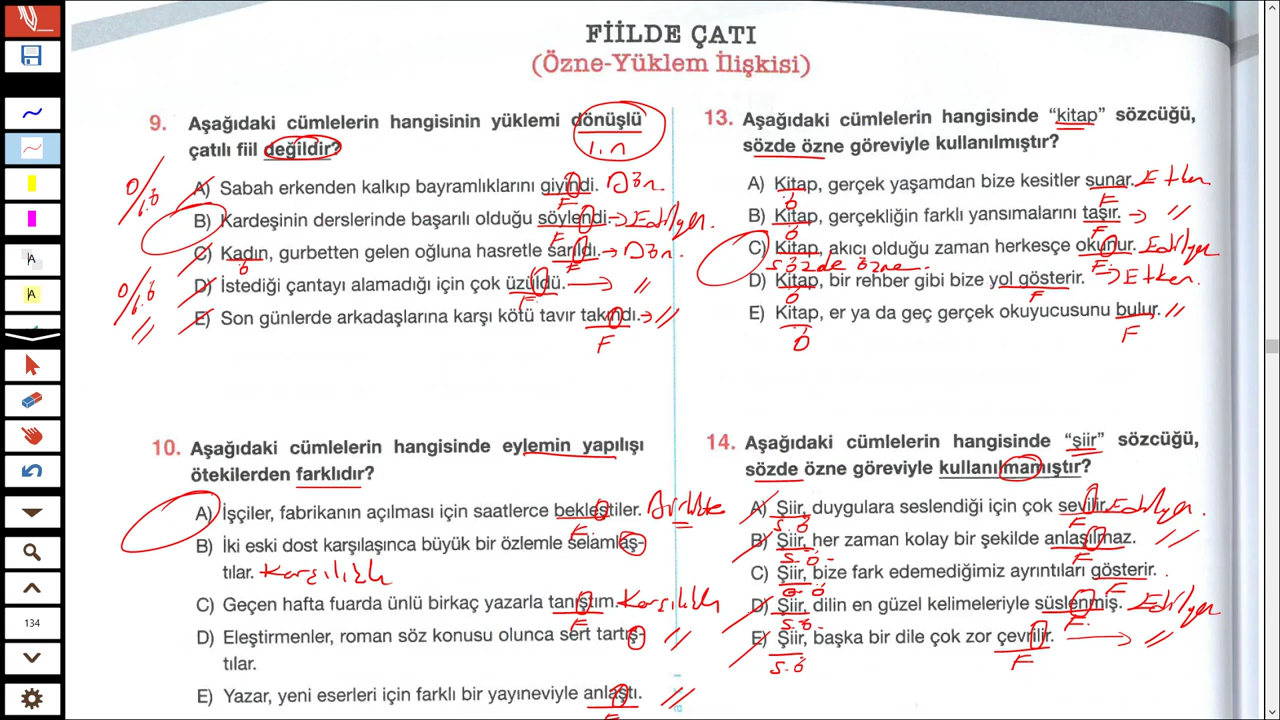 FİİLDE ÇATI
(Özne-Yüklem İlişkisi)
9. Aşağıdaki cümlelerin hangisinin yüklemi dönüşlü
çatılı fiil değildir?
l, n
A) Sabah erkenden kalkıp bayramlıklarını giyindi. Dön.
B) Kardeşinin derslerinde başarılı olduğu söylendi. → Edilgen.
F
C) Kadın, gurbetten gelen oğluna hasretle sarıldı. → Dön.
Ö F
D) İstediği çantayı alamadığı için çok üzüldü. → //
F
E) Son günlerde arkadaşlarına karşı kötü tavır takındı. → //
F
10. Aşağıdaki cümlelerin hangisinde eylemin yapılışı
ötekilerden farklıdır?
A) İşçiler, fabrikanın açılması için saatlerce bekleştiler. Birlikte
F
B) İki eski dost karşılaşınca büyük bir özlemle selamlaş-
tılar. Karşılıklı
C) Geçen hafta fuarda ünlü birkaç yazarla tanıştım. Karşılıklı
F
D) Eleştirmenler, roman söz konusu olunca sert tartış- //
tılar.
E) Yazar, yeni eserleri için farklı bir yayıneviyle anlaştı. //
F
13. Aşağıdaki cümlelerin hangisinde “kitap” sözcüğü,
sözde özne göreviyle kullanılmıştır?
A) Kitap, gerçek yaşamdan bize kesitler sunar. Etken
Ö F
B) Kitap, gerçekliğin farklı yansımalarını taşır. → //
Ö F
C) Kitap, akıcı olduğu zaman herkesçe okunur. Edilgen
Sözde özne. F
D) Kitap, bir rehber gibi bize yol gösterir. → Etken.
Ö F
E) Kitap, er ya da geç gerçek okuyucusunu bulur. //
Ö F
14. Aşağıdaki cümlelerin hangisinde “şiir” sözcüğü,
sözde özne göreviyle kullanılmamıştır?
A) Şiir, duygulara seslendiği için çok sevilir. Edilgen.
S.Ö F
B) Şiir, her zaman kolay bir şekilde anlaşılmaz. //
S.Ö. F
C) Şiir, bize fark edemediğimiz ayrıntıları gösterir.
F
D) Şiir, dilin en güzel kelimeleriyle süslenmiş. Edilgen
S.Ö. F
E) Şiir, başka bir dile çok zor çevrilir. → //
S.Ö F
134